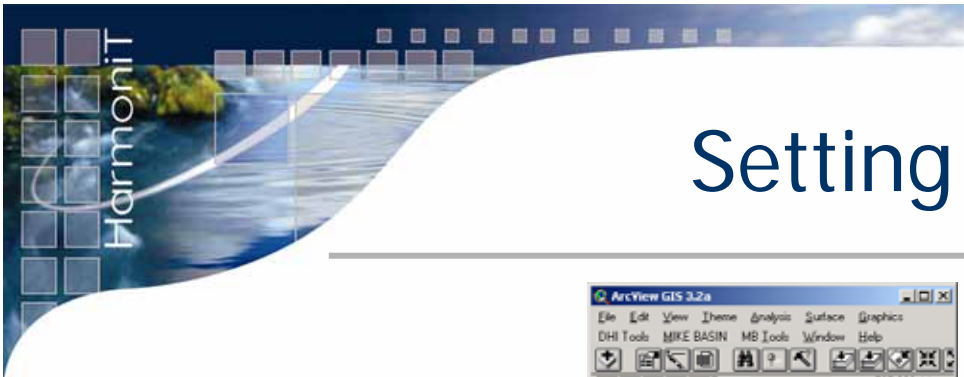 HarmoniT
Setting
ArcView GIS 3.2a
File Edit View Theme Analysis Surface Graphics
DHI Tools MIKE BASIN MB Tools Window Help